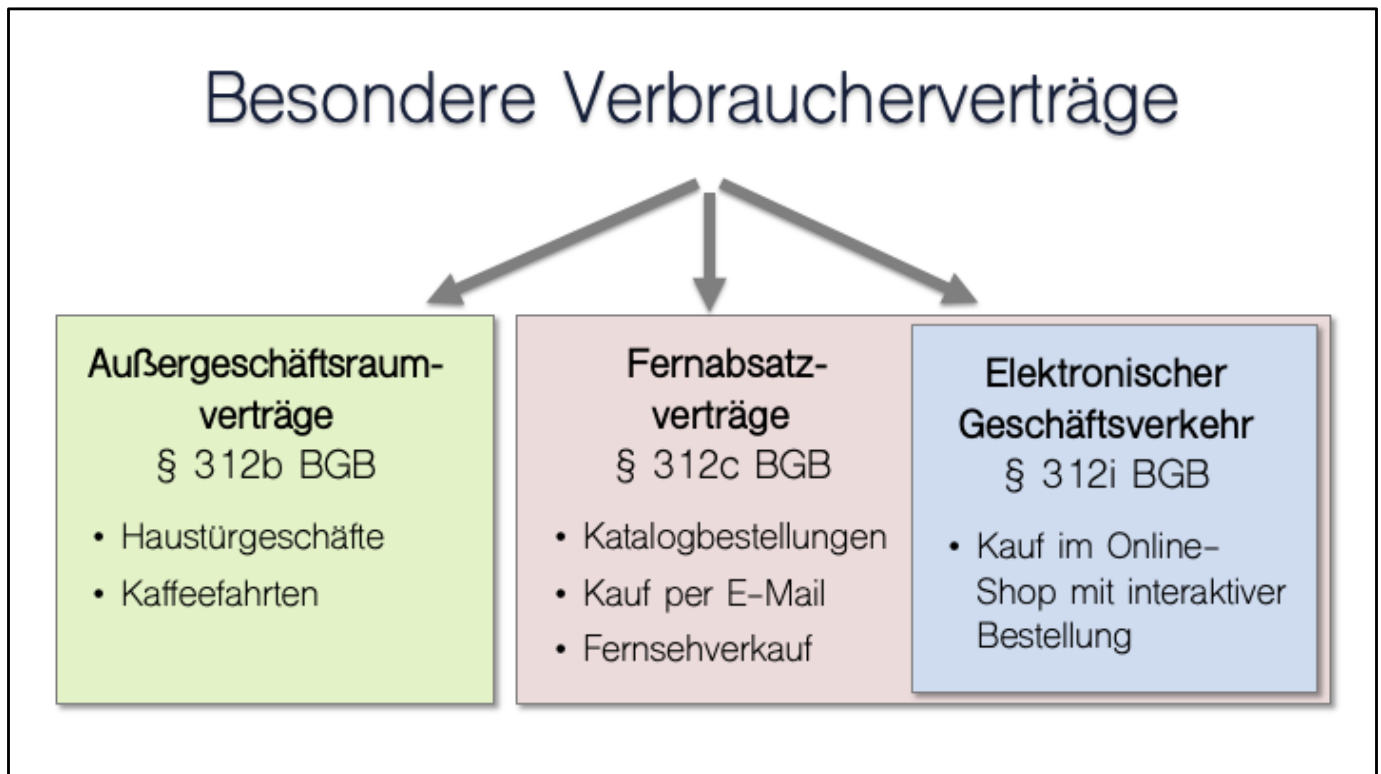 Besondere Verbraucherverträge
Außergeschäftsraum-
verträge
§ 312b BGB
• Haustürgeschäfte
• Kaffeefahrten
Fernabsatz-
verträge
§ 312c BGB
• Katalogbestellungen
• Kauf per E-Mail
• Fernsehverkauf
Elektronischer
Geschäftsverkehr
§ 312i BGB
• Kauf im Online-
Shop mit interaktiver
Bestellung